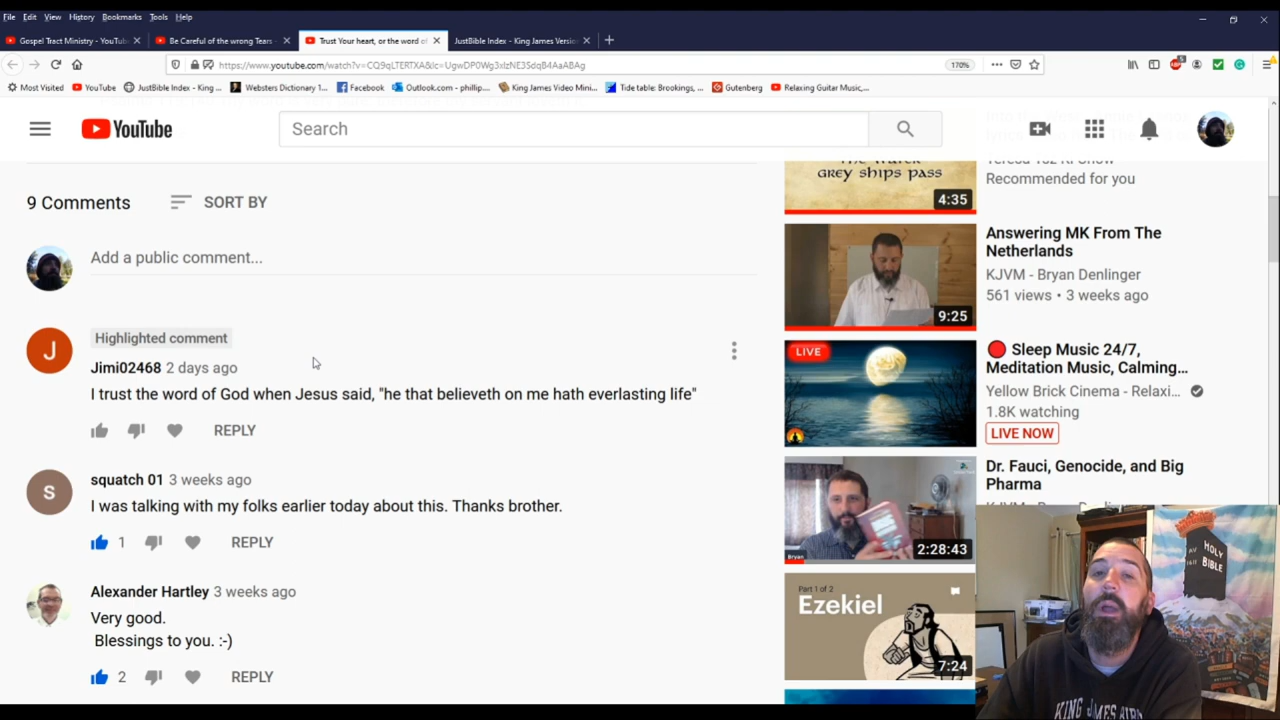 File Edit View History Bookmarks Tools Help
Gospel Tract Ministry - YouTub
Be Careful of the wrong Tears
Trust Your heart, or the word of
JustBible Index - King James Versio
https://www.youtube.com/watch?v=CQ9qLTERTXA&lc=UgwDP0Wg3xlzNE3SdqB4AaABAg
170%
Most Visited YouTube JustBible Index - King ... Websters Dictionary 1... Facebook Outlook.com - phillip... King James Video Mini... Tide table: Brookings, ... Gutenberg Relaxing Guitar Music,...
YouTube
Search
9 Comments SORT BY
Add a public comment...
Highlighted comment
Jimi02468 2 days ago
I trust the word of God when Jesus said, "he that believeth on me hath everlasting life"
REPLY
squatch 01 3 weeks ago
I was talking with my folks earlier today about this. Thanks brother.
1 REPLY
Alexander Hartley 3 weeks ago
Very good.
Blessings to you. :-)
2 REPLY
GREY SHIPS PASS
4:35
Recommended for you
9:25
Answering MK From The
Netherlands
KJVM - Bryan Denlinger
561 views • 3 weeks ago
LIVE
Sleep Music 24/7,
Meditation Music, Calming...
Yellow Brick Cinema - Relaxi...
1.8K watching
LIVE NOW
Bryan
2:28:43
Dr. Fauci, Genocide, and Big
Pharma
Part 1 of 2
Ezekiel
7:24
AV
1611
HOLY
BIBLE
KING JAMES